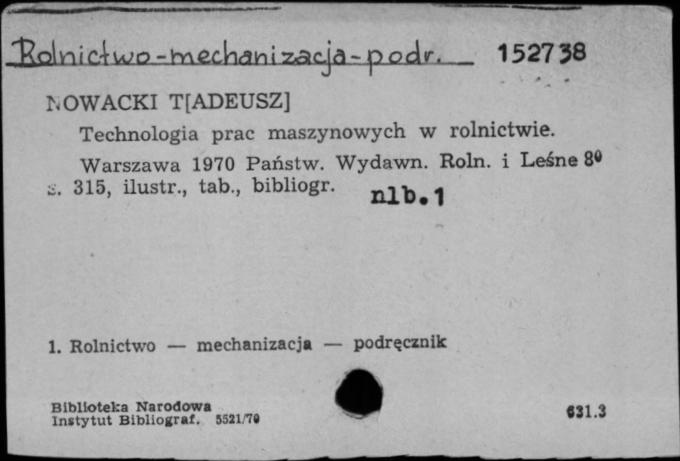 Rolnictwo-mechanizacja-podr. 152738
NOWACKI T[ADEUSZ]
Technologia prac maszynowych w rolnictwie.
Warszawa 1970 Państw. Wydawn. Roln. i Leśne 8⁰
s. 315, ilustr., tab., bibliogr. nlb.1
1. Rolnictwo — mechanizacja — podręcznik
Biblioteka Narodowa
Instytut Bibliograf. 5521/70
631.3